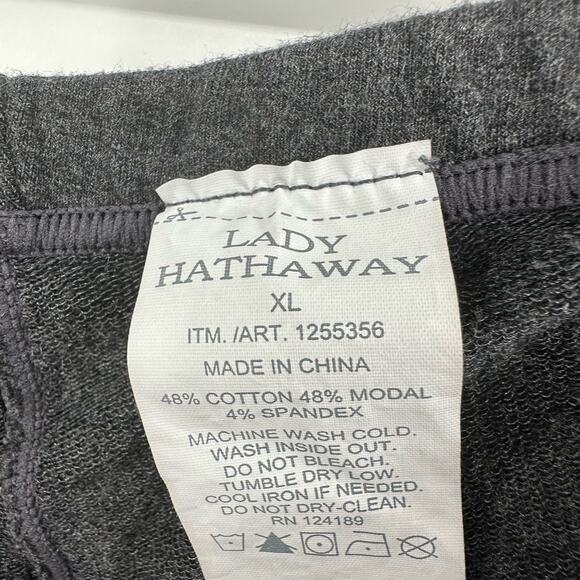 LADY
HATHAWAY
XL
ITM. /ART. 1255356
MADE IN CHINA
48% COTTON 48% MODAL
4% SPANDEX
MACHINE WASH COLD.
WASH INSIDE OUT.
DO NOT BLEACH.
TUMBLE DRY LOW.
COOL IRON IF NEEDED.
DO NOT DRY-CLEAN.
RN 124189